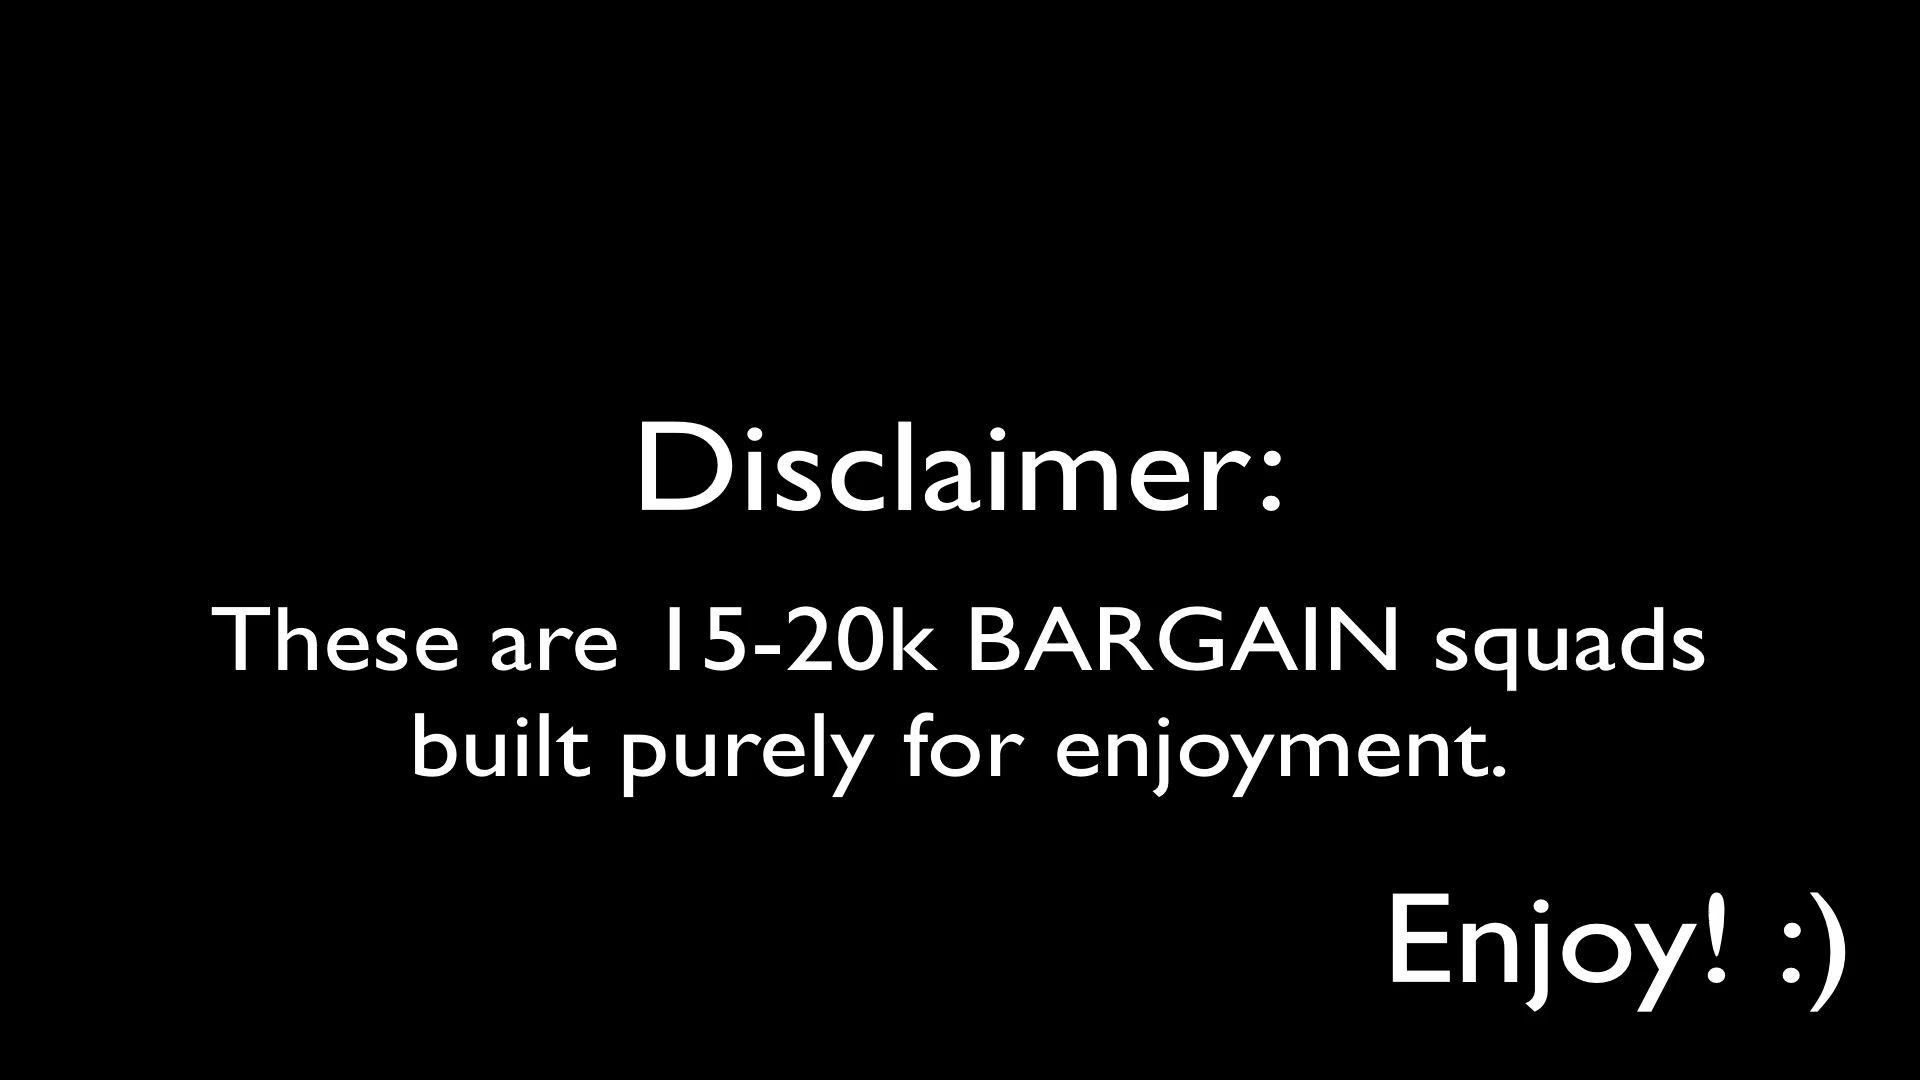 Disclaimer:
These are 15-20k BARGAIN squads
built purely for enjoyment.
Enjoy! :)